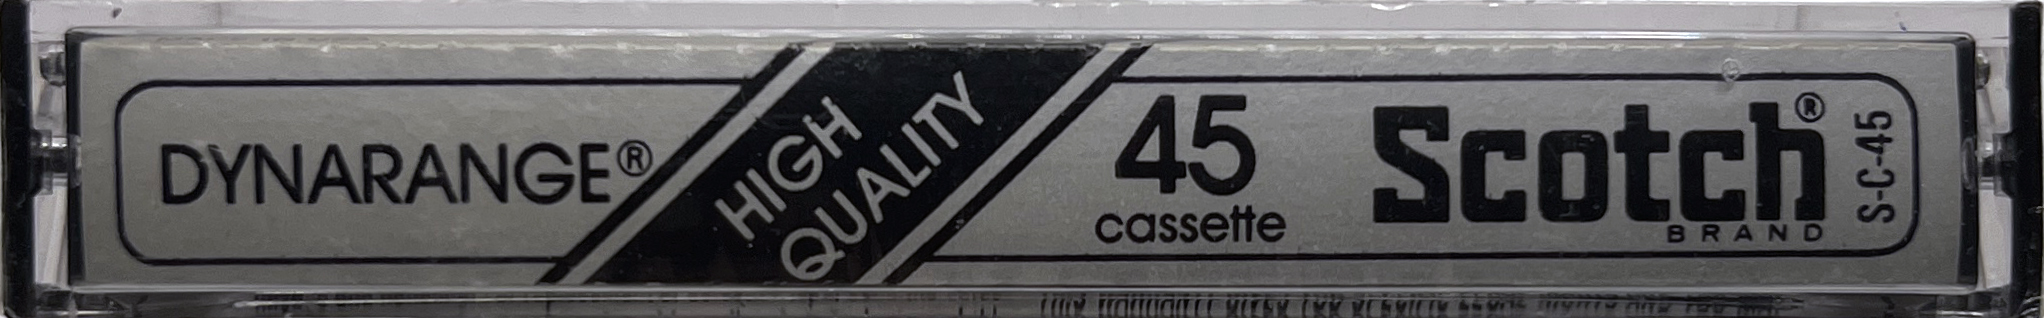 DYNARANGE®
HIGH
QUALITY
45
cassette
Scotch®
BRAND
S-C-45